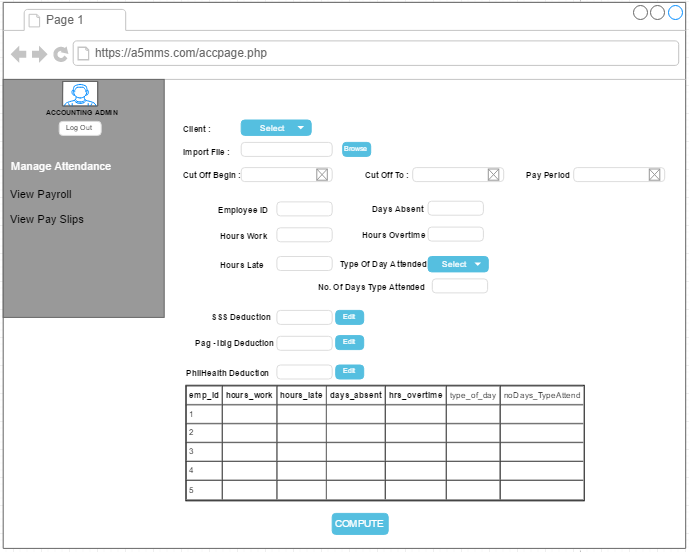 Page 1
https://a5mms.com/accpage.php
ACCOUNTING ADMIN
Log Out
Manage Attendance
View Payroll
View Pay Slips
Client : Select
Import File : Browse
Cut Off Begin : Cut Off To : Pay Period
Employee ID Days Absent
Hours Work Hours Overtime
Hours Late Type Of Day Attended Select
No. Of Days Type Attended
SSS Deduction Edit
Pag - Ibig Deduction Edit
PhilHealth Deduction Edit
emp_id hours_work hours_late days_absent hrs_overtime type_of_day noDays_TypeAttend
1
2
3
4
5
COMPUTE